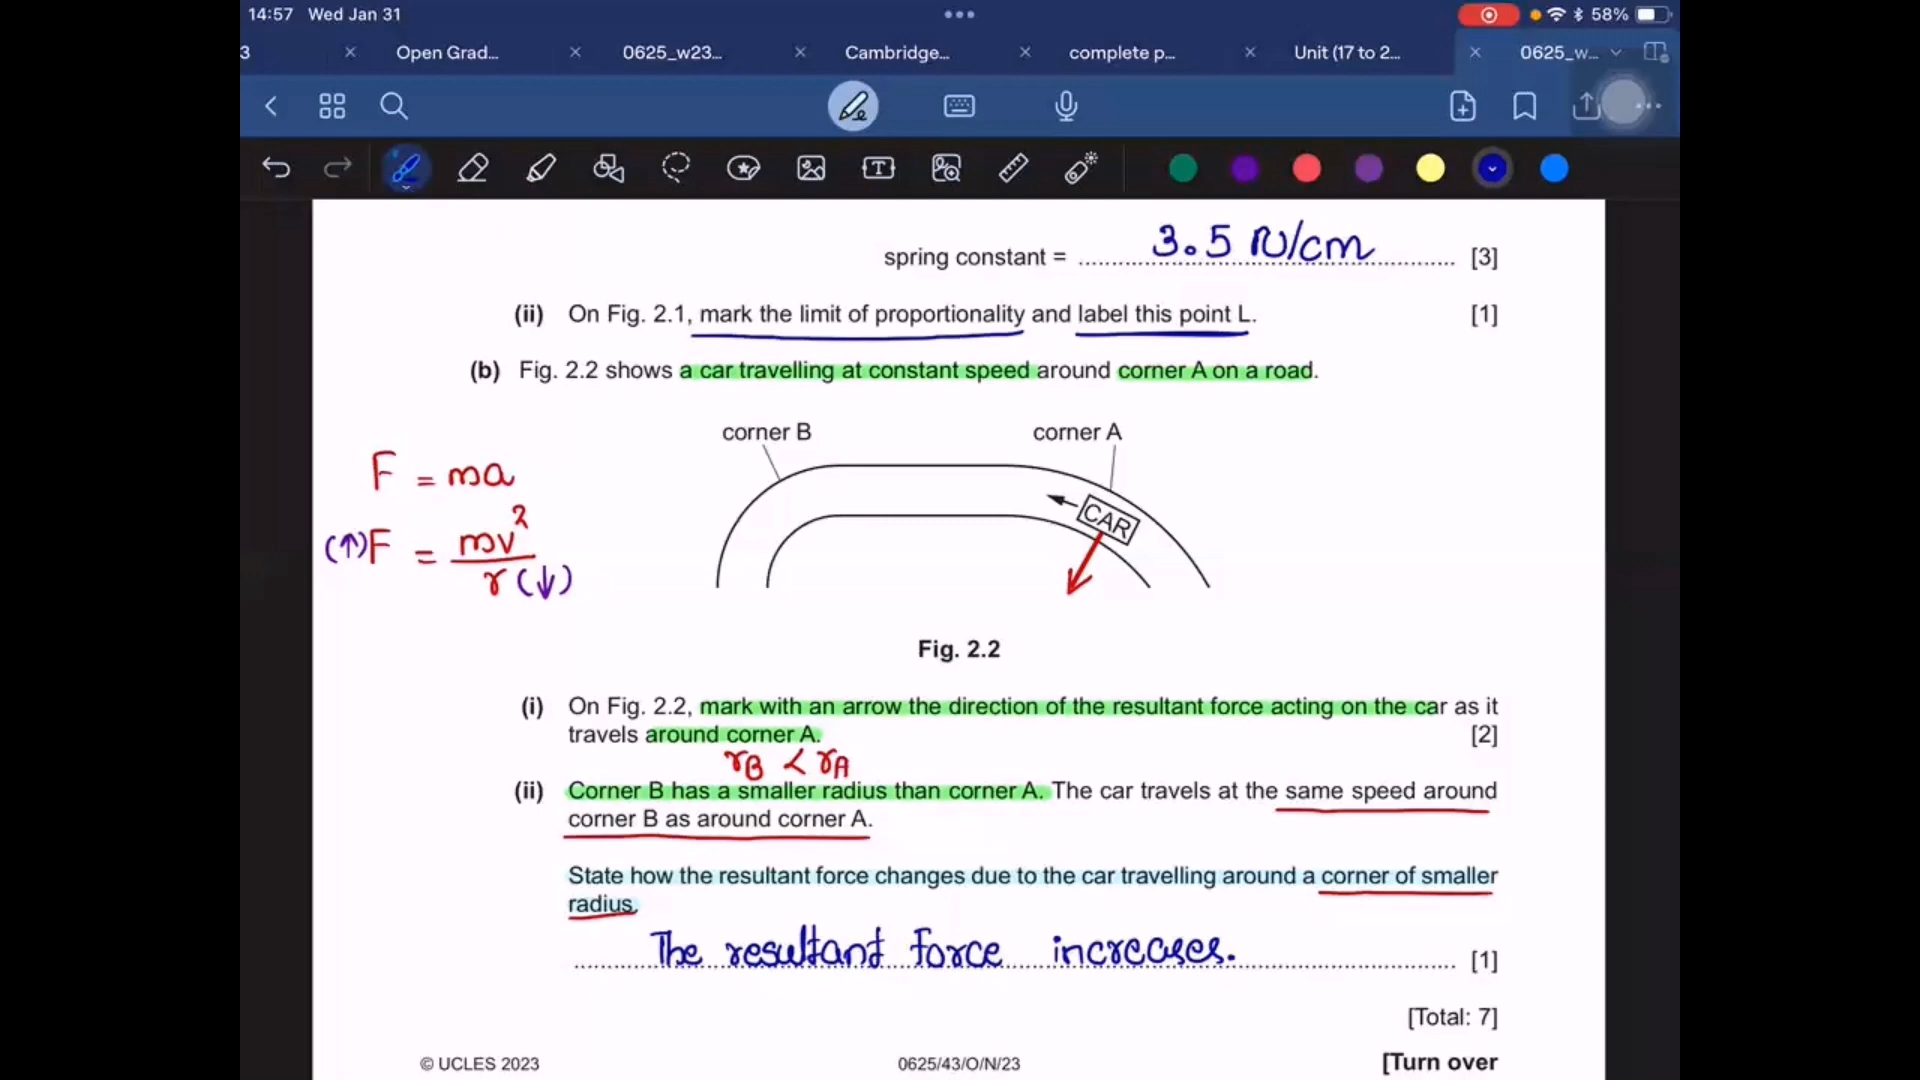 14:57 Wed Jan 31
58%
3 × Open Grad... × 0625_w23... × Cambridge... × complete p... × Unit (17 to 2... × 0625_w...
spring constant = 3.5 N/cm [3]
(ii) On Fig. 2.1, mark the limit of proportionality and label this point L. [1]
(b) Fig. 2.2 shows a car travelling at constant speed around corner A on a road.
corner B corner A
F = ma
CAR
(↑)F = mv²/r(↓)
Fig. 2.2
(i) On Fig. 2.2, mark with an arrow the direction of the resultant force acting on the car as it
travels around corner A. [2]
rB < rA
(ii) Corner B has a smaller radius than corner A. The car travels at the same speed around
corner B as around corner A.
State how the resultant force changes due to the car travelling around a corner of smaller
radius.
The resultant force increases. [1]
[Total: 7]
© UCLES 2023 0625/43/O/N/23 [Turn over